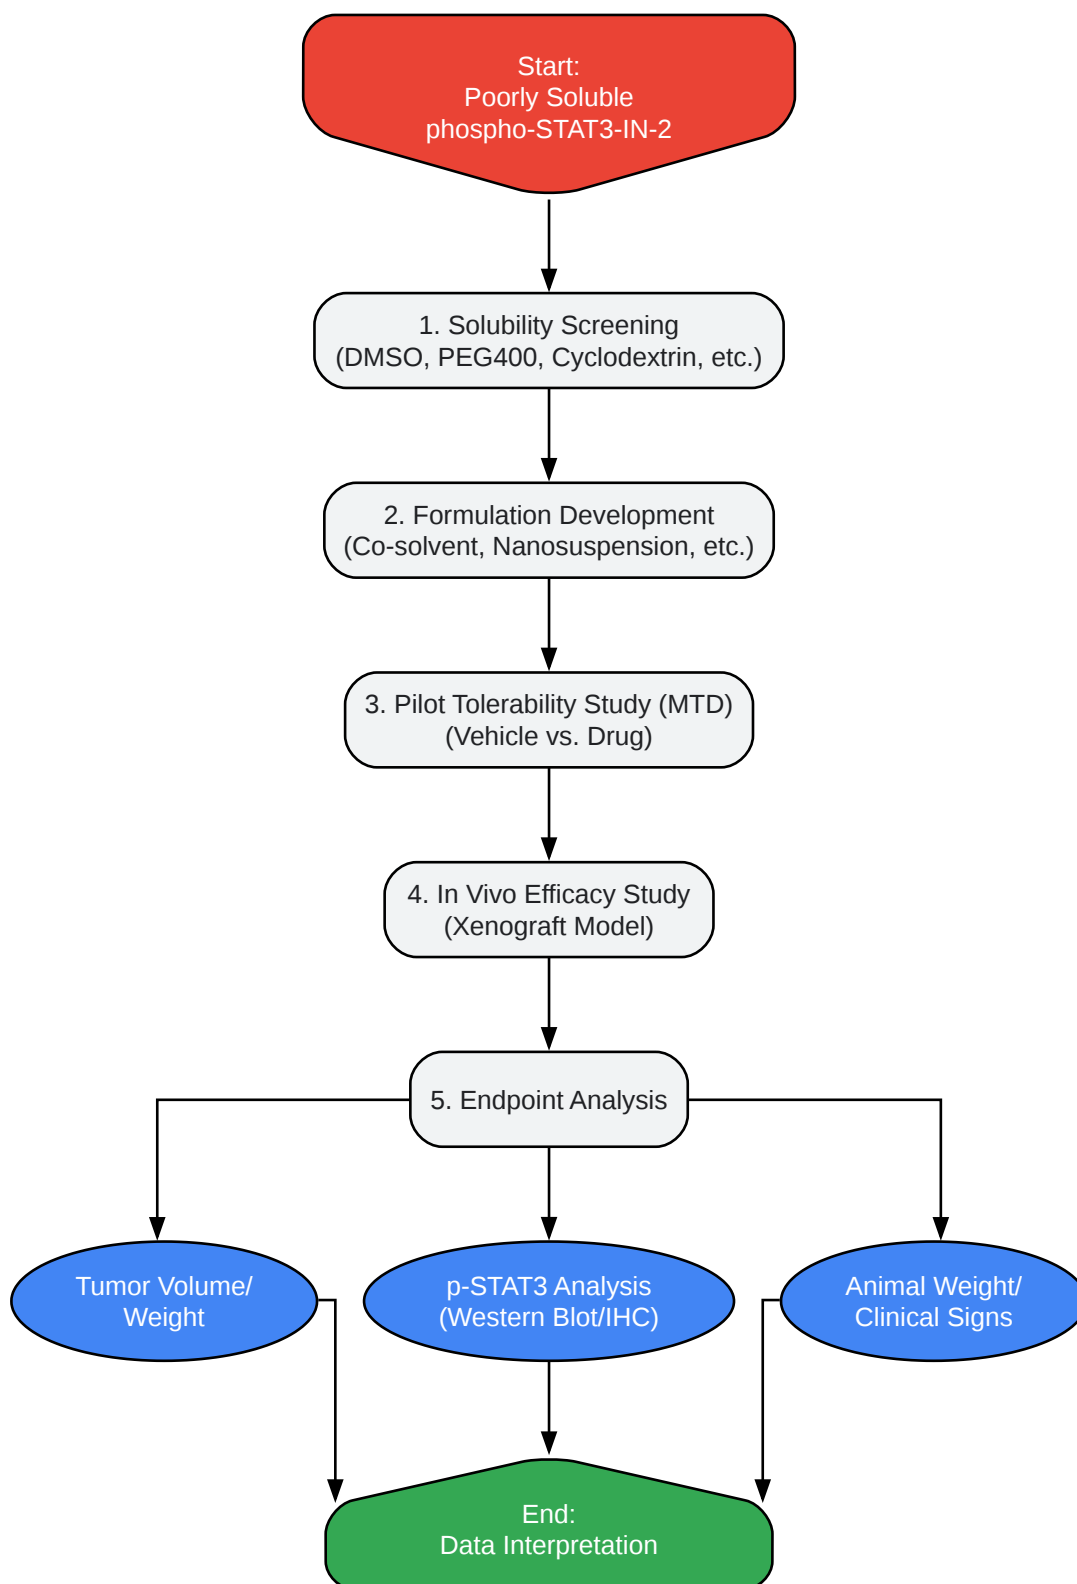 Start:
Poorly Soluble
phospho-STAT3-IN-2
1. Solubility Screening
(DMSO, PEG400, Cyclodextrin, etc.)
2. Formulation Development
(Co-solvent, Nanosuspension, etc.)
3. Pilot Tolerability Study (MTD)
(Vehicle vs. Drug)
4. In Vivo Efficacy Study
(Xenograft Model)
5. Endpoint Analysis
Tumor Volume/
Weight
p-STAT3 Analysis
(Western Blot/IHC)
Animal Weight/
Clinical Signs
End:
Data Interpretation